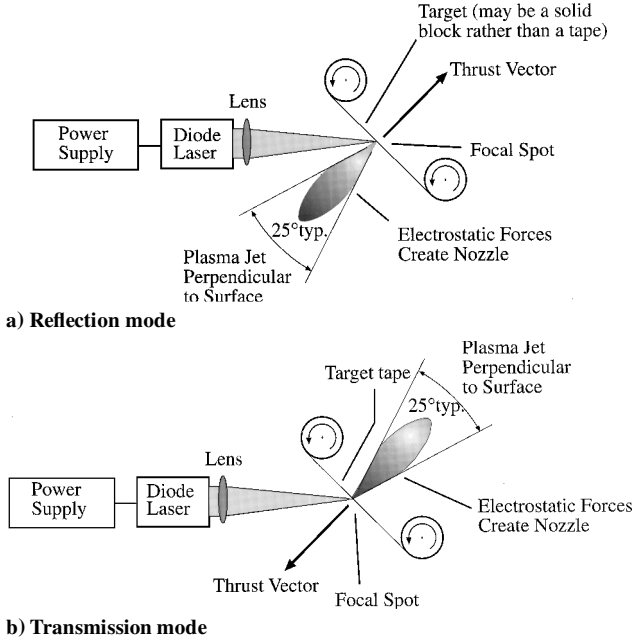 Target (may be a solid
block rather than a tape)
Thrust Vector
Lens
Power
Supply
Diode
Laser
Focal Spot
25°typ.
Electrostatic Forces
Create Nozzle
Plasma Jet
Perpendicular
to Surface
a) Reflection mode
Plasma Jet
Perpendicular
to Surface
Target tape
25°typ.
Lens
Power
Supply
Diode
Laser
Electrostatic Forces
Create Nozzle
Thrust Vector
Focal Spot
b) Transmission mode